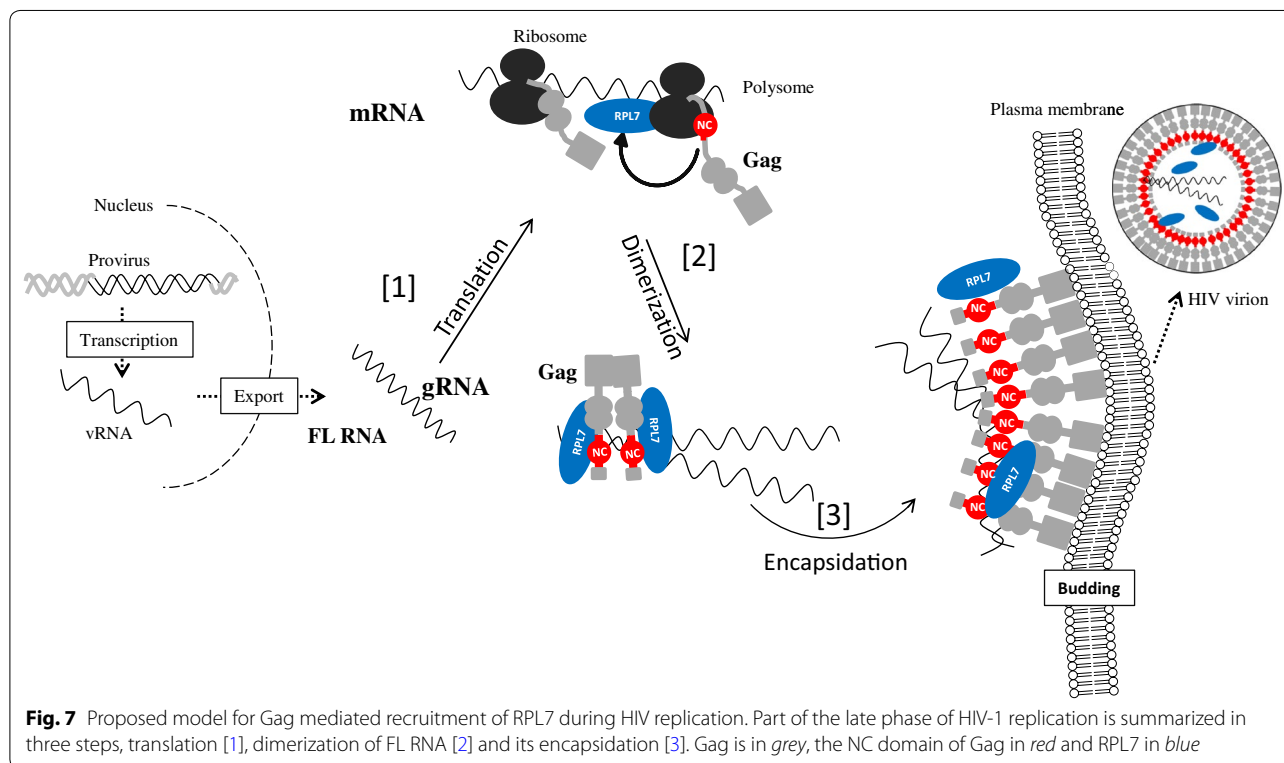 Ribosome
Polysome
mRNA
RPL7
NC
Gag
Plasma membrane
Nucleus
Provirus
Transcription
vRNA
Export
FL RNA
gRNA
[1]
Translation
[2]
Dimerization
Gag
RPL7
RPL7
NC
NC
[3]
Encapsidation
RPL7
NC
NC
NC
NC
NC
NC
NC
NC
RPL7
NC
HIV virion
Budding
Fig. 7 Proposed model for Gag mediated recruitment of RPL7 during HIV replication. Part of the late phase of HIV-1 replication is summarized in
three steps, translation [1], dimerization of FL RNA [2] and its encapsidation [3]. Gag is in grey, the NC domain of Gag in red and RPL7 in blue